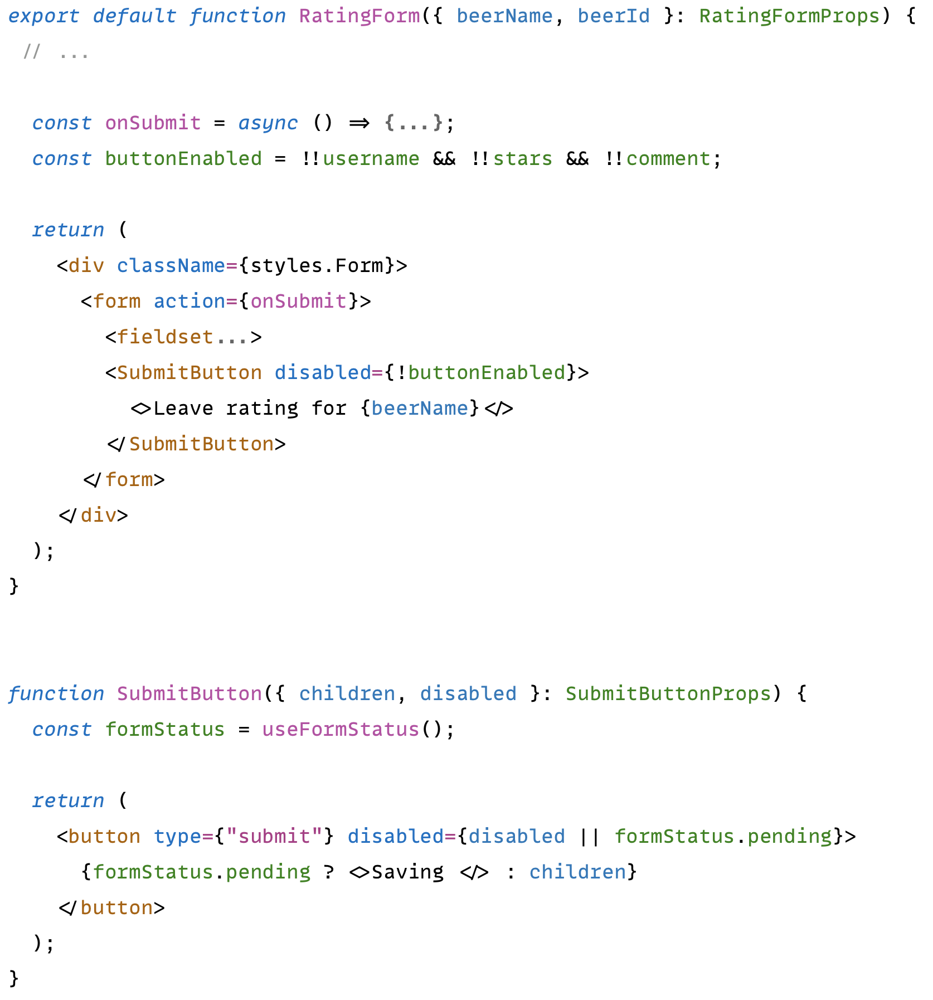 export default function RatingForm({ beerName, beerId }: RatingFormProps) {
 // ...
  const onSubmit = async () => {...};
  const buttonEnabled = !!username && !!stars && !!comment;
  return (
    <div className={styles.Form}>
      <form action={onSubmit}>
        <fieldset...>
        <SubmitButton disabled={!buttonEnabled}>
          <>Leave rating for {beerName}</>
        </SubmitButton>
      </form>
    </div>
  );
}
function SubmitButton({ children, disabled }: SubmitButtonProps) {
  const formStatus = useFormStatus();
  return (
    <button type={"submit"} disabled={disabled || formStatus.pending}>
      {formStatus.pending ? <>Saving </> : children}
    </button>
  );
}